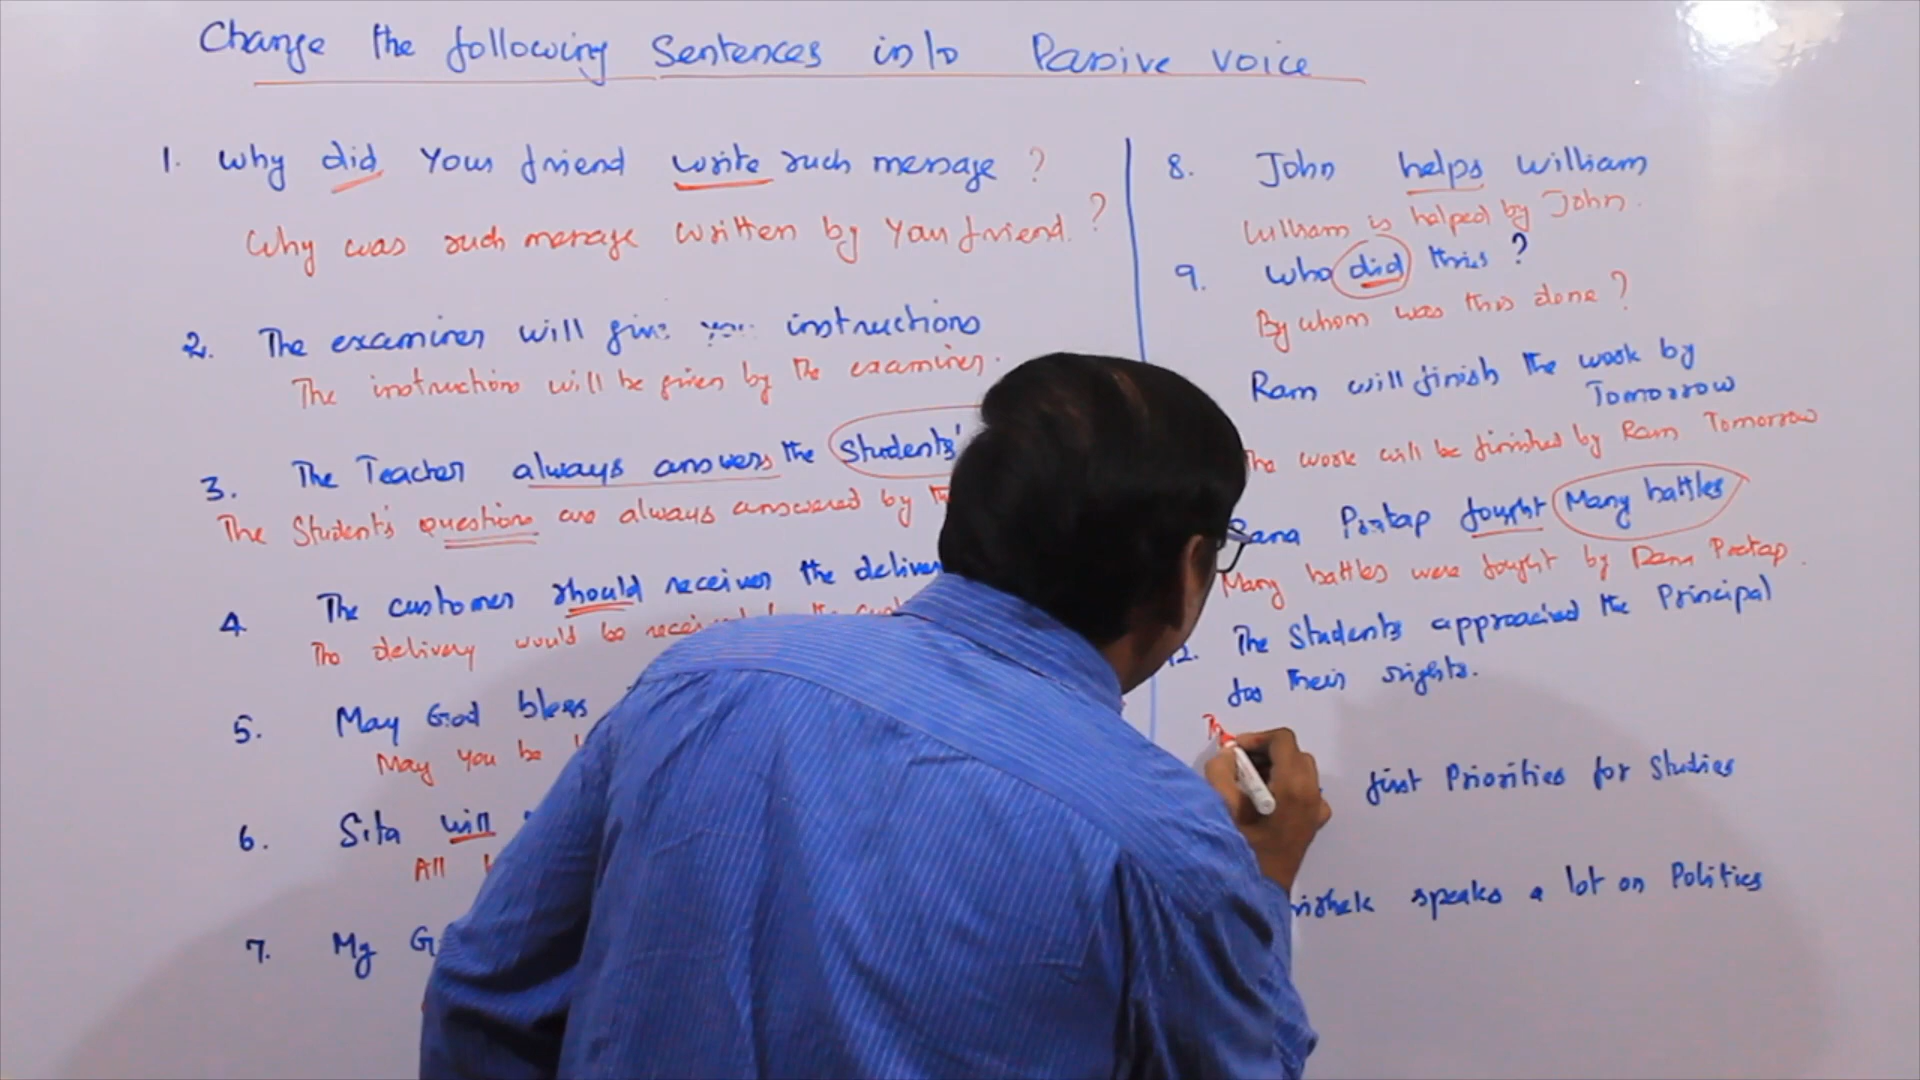 Change the following Sentences into Passive voice
1. Why did Your friend write such message ?
Why was such message written by Your friend. ?
2. The examiner will give your instructions
The instructions will be given by the examiner.
3. The Teacher always answers the Students'
The Student's questions are always answered by
4 The customer should receives the
The delivery would be the
5. May God bless
May You be
6. Sita will
All
7. My
8. John helps William
William is helped by John.
9. Who did this ?
By whom was this done ?
Ram will finish the work by
Tomorrow
The work will be finished by Ram Tomorrow
Rana Pratap fought Many battles
Many battles were fought by Rana Pratap.
12. The Students approached the Principal
for their rights.
first Priorities for Studies
speaks a lot on Politics